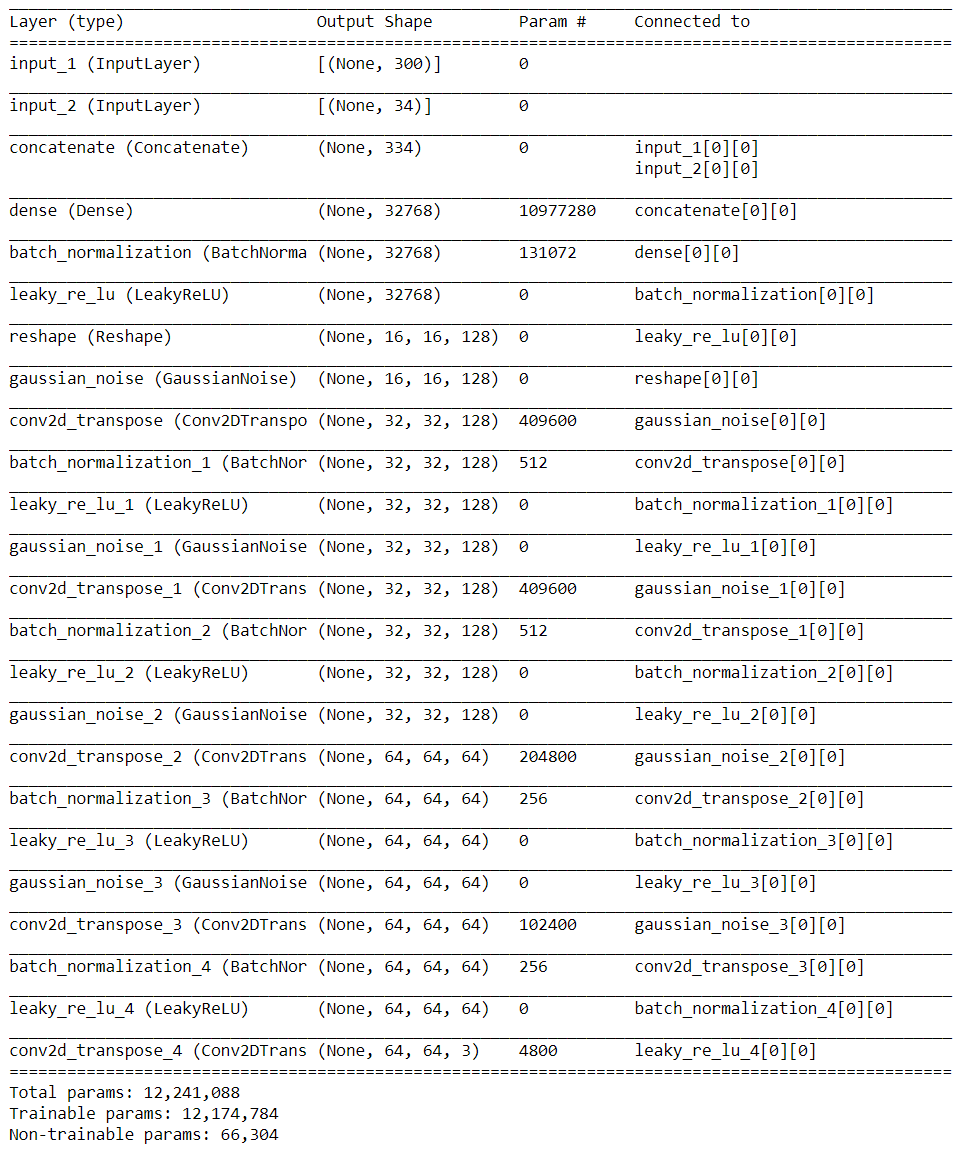 Layer (type) Output Shape Param # Connected to
==================================================================================================
input_1 (InputLayer) [(None, 300)] 0
input_2 (InputLayer) [(None, 34)] 0
concatenate (Concatenate) (None, 334) 0 input_1[0][0]
input_2[0][0]
dense (Dense) (None, 32768) 10977280 concatenate[0][0]
batch_normalization (BatchNorma (None, 32768) 131072 dense[0][0]
leaky_re_lu (LeakyReLU) (None, 32768) 0 batch_normalization[0][0]
reshape (Reshape) (None, 16, 16, 128) 0 leaky_re_lu[0][0]
gaussian_noise (GaussianNoise) (None, 16, 16, 128) 0 reshape[0][0]
conv2d_transpose (Conv2DTranspo (None, 32, 32, 128) 409600 gaussian_noise[0][0]
batch_normalization_1 (BatchNor (None, 32, 32, 128) 512 conv2d_transpose[0][0]
leaky_re_lu_1 (LeakyReLU) (None, 32, 32, 128) 0 batch_normalization_1[0][0]
gaussian_noise_1 (GaussianNoise (None, 32, 32, 128) 0 leaky_re_lu_1[0][0]
conv2d_transpose_1 (Conv2DTrans (None, 32, 32, 128) 409600 gaussian_noise_1[0][0]
batch_normalization_2 (BatchNor (None, 32, 32, 128) 512 conv2d_transpose_1[0][0]
leaky_re_lu_2 (LeakyReLU) (None, 32, 32, 128) 0 batch_normalization_2[0][0]
gaussian_noise_2 (GaussianNoise (None, 32, 32, 128) 0 leaky_re_lu_2[0][0]
conv2d_transpose_2 (Conv2DTrans (None, 64, 64, 64) 204800 gaussian_noise_2[0][0]
batch_normalization_3 (BatchNor (None, 64, 64, 64) 256 conv2d_transpose_2[0][0]
leaky_re_lu_3 (LeakyReLU) (None, 64, 64, 64) 0 batch_normalization_3[0][0]
gaussian_noise_3 (GaussianNoise (None, 64, 64, 64) 0 leaky_re_lu_3[0][0]
conv2d_transpose_3 (Conv2DTrans (None, 64, 64, 64) 102400 gaussian_noise_3[0][0]
batch_normalization_4 (BatchNor (None, 64, 64, 64) 256 conv2d_transpose_3[0][0]
leaky_re_lu_4 (LeakyReLU) (None, 64, 64, 64) 0 batch_normalization_4[0][0]
conv2d_transpose_4 (Conv2DTrans (None, 64, 64, 3) 4800 leaky_re_lu_4[0][0]
==================================================================================================
Total params: 12,241,088
Trainable params: 12,174,784
Non-trainable params: 66,304